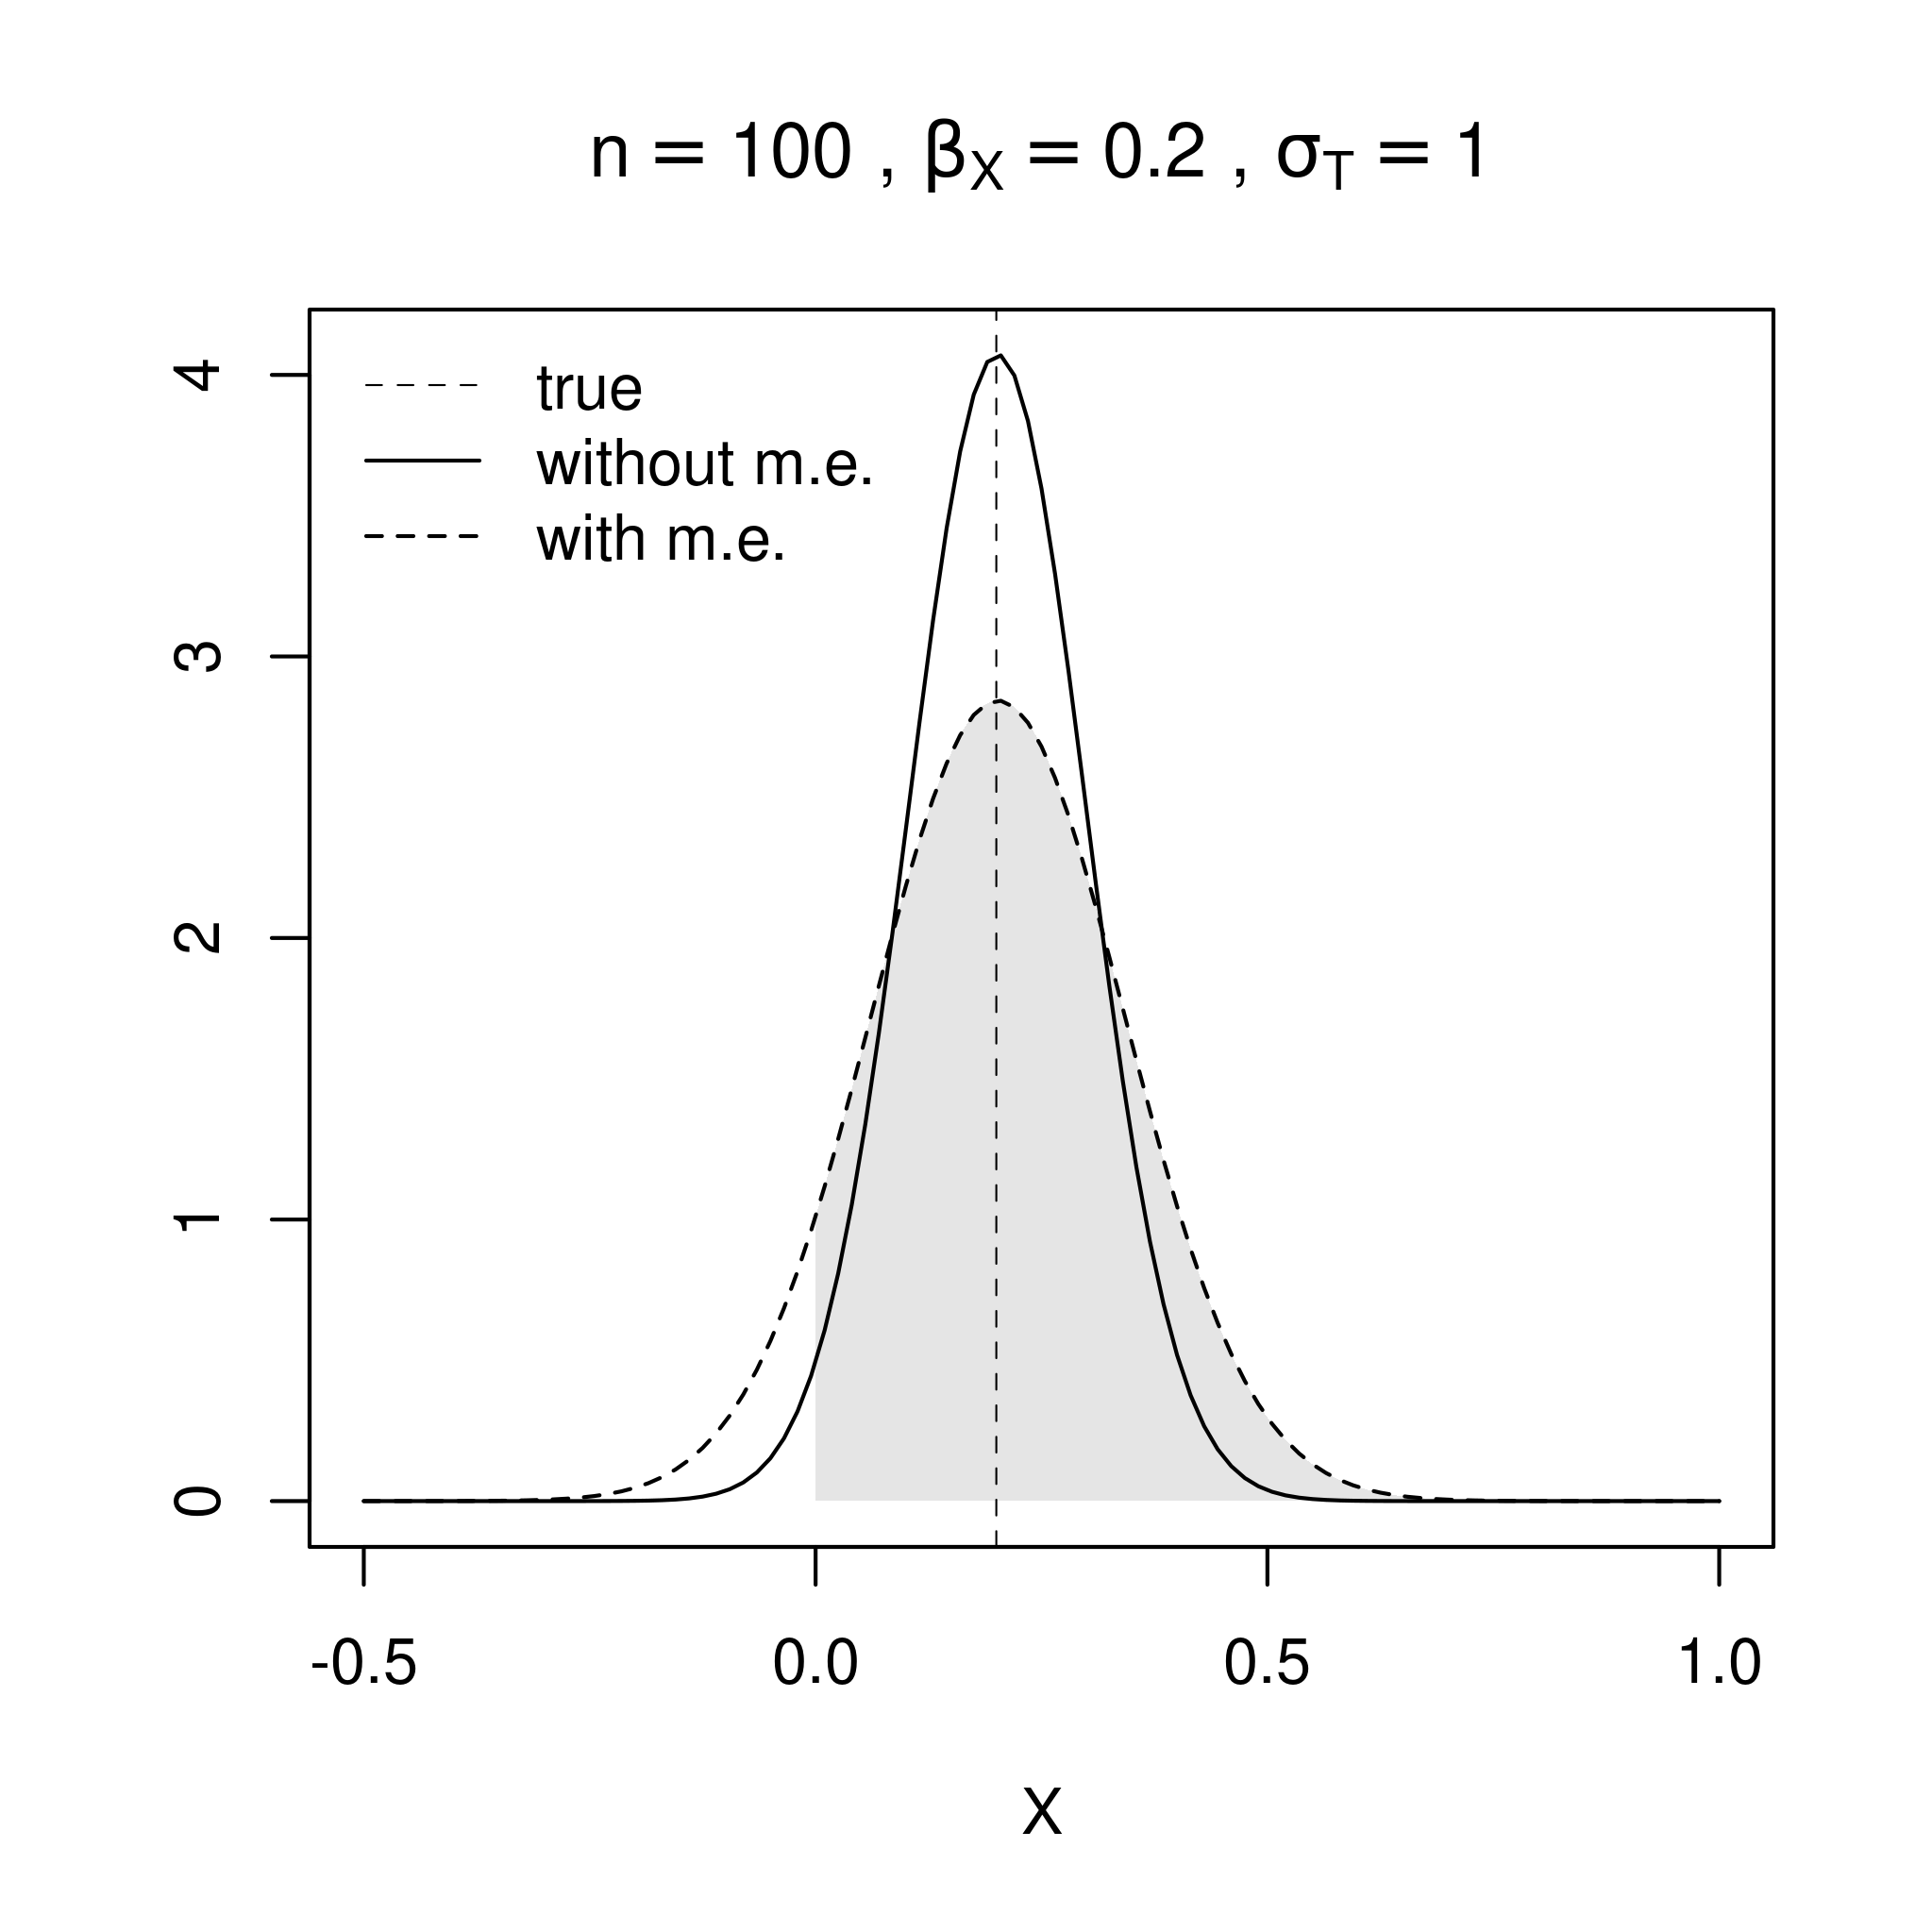 n = 100 , βX = 0.2 , σT = 1
true
without m.e.
with m.e.
4
3
2
1
0
-0.5 0.0 0.5 1.0
X